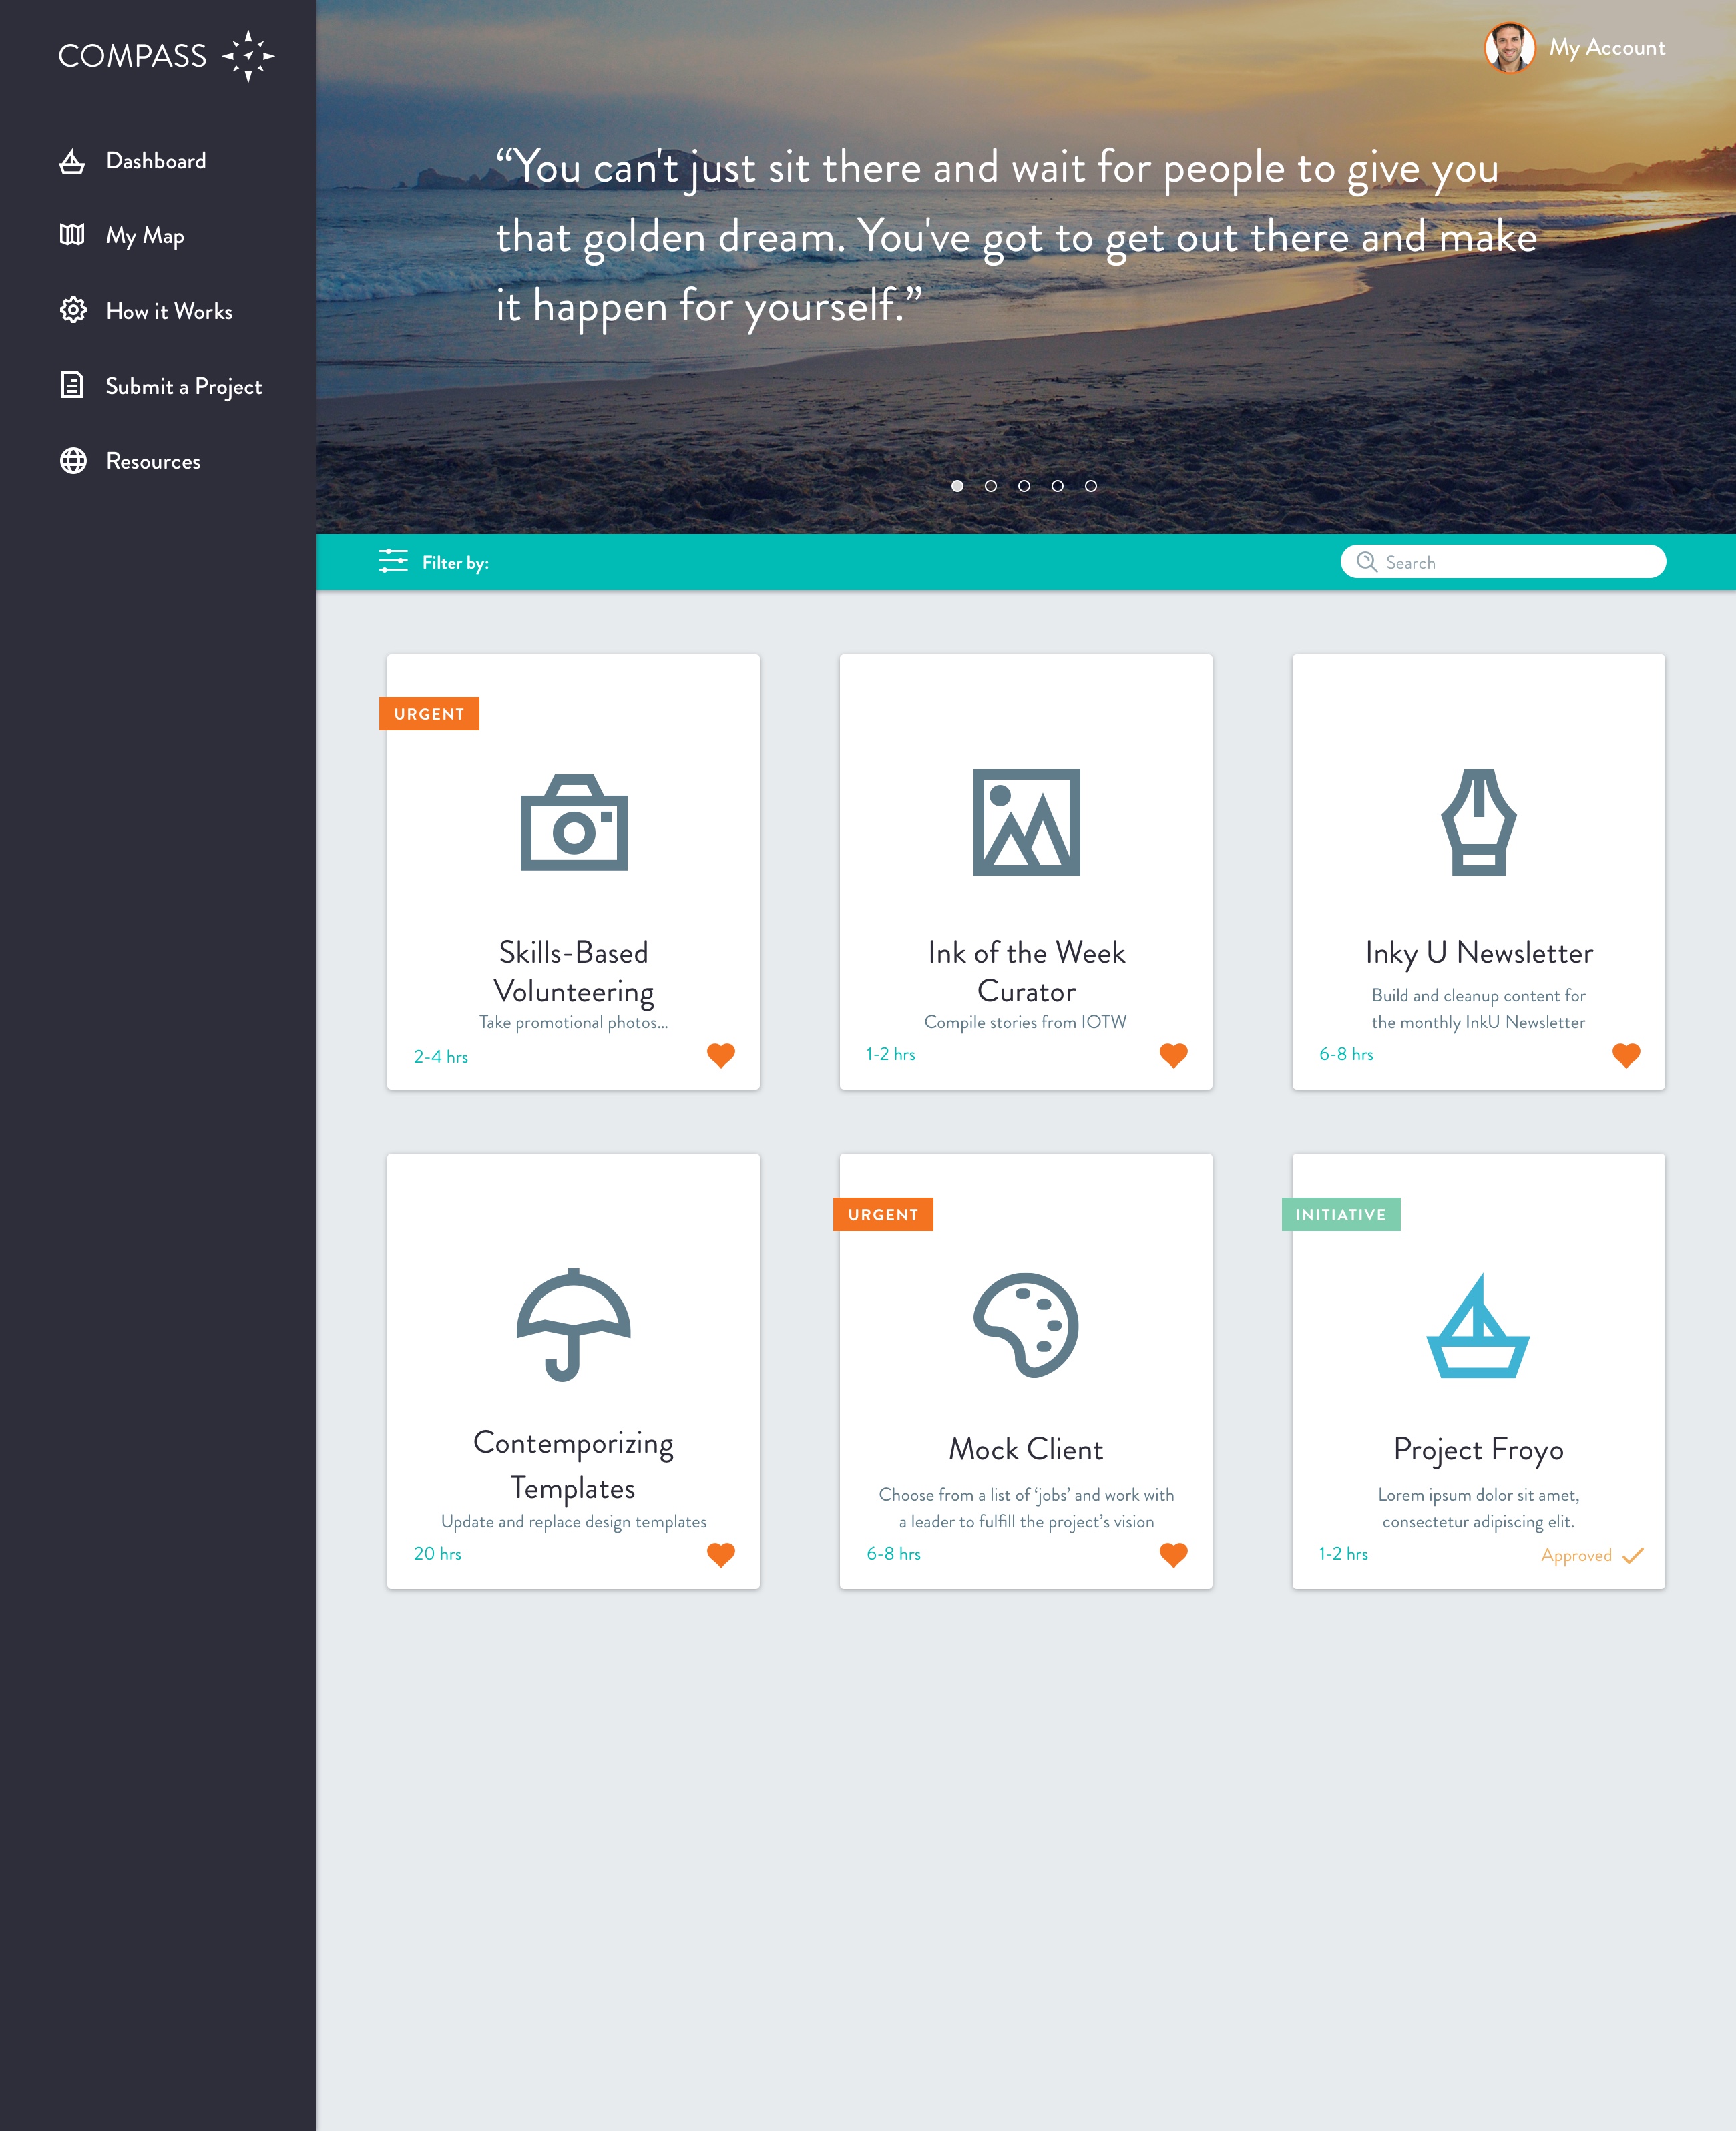 COMPASS
Dashboard
My Map
How it Works
Submit a Project
Resources
My Account
“You can't just sit there and wait for people to give you
that golden dream. You've got to get out there and make
it happen for yourself.”
Filter by:
Search
URGENT
Skills-Based
Volunteering
Take promotional photos...
2-4 hrs
Ink of the Week
Curator
Compile stories from IOTW
1-2 hrs
Inky U Newsletter
Build and cleanup content for
the monthly InkU Newsletter
6-8 hrs
Contemporizing
Templates
Update and replace design templates
20 hrs
URGENT
Mock Client
Choose from a list of ‘jobs’ and work with
a leader to fulfill the project’s vision
6-8 hrs
INITIATIVE
Project Froyo
Lorem ipsum dolor sit amet,
consectetur adipiscing elit.
1-2 hrs
Approved